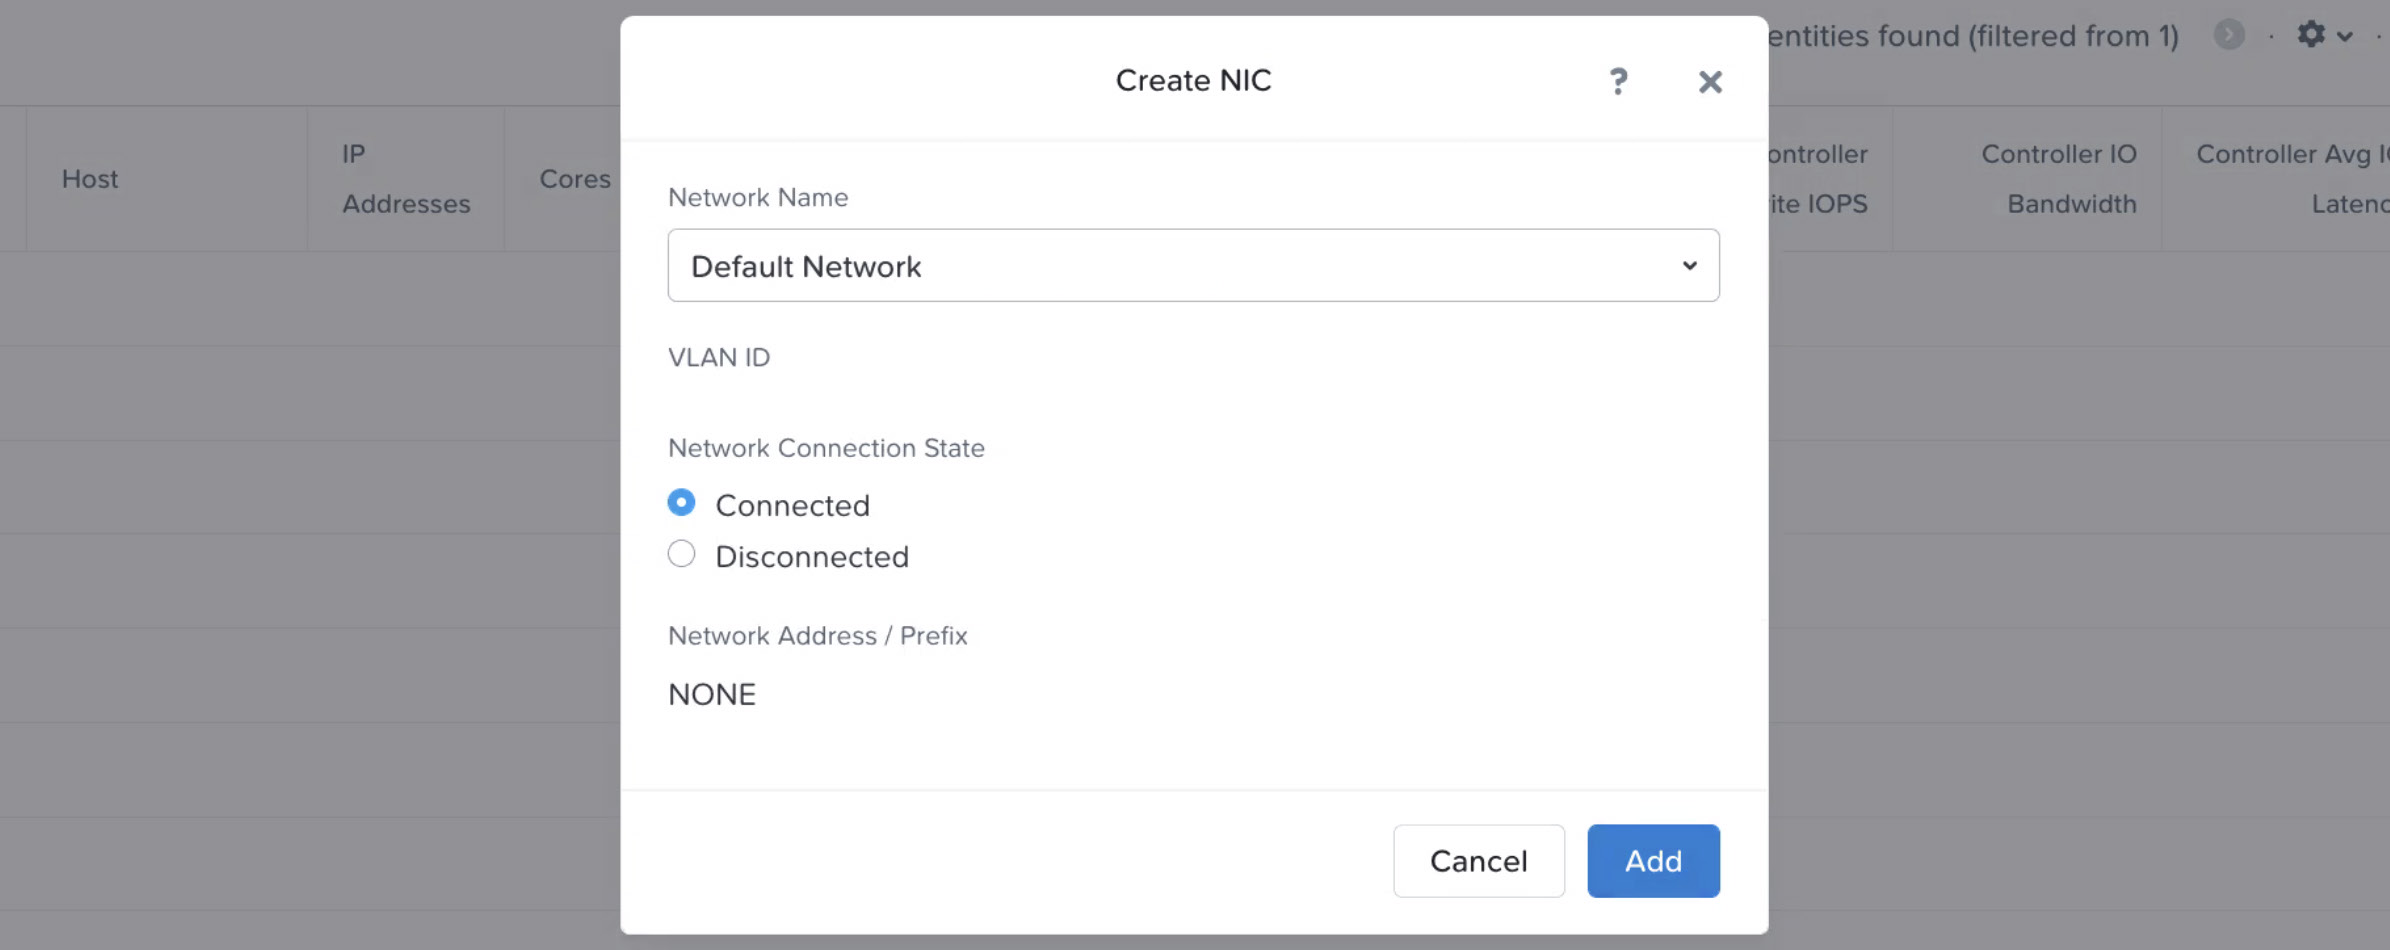 entities found (filtered from 1)
Create NIC
?
Host
IP
Addresses
Cores
ontroller
ite IOPS
Controller IO
Bandwidth
Controller Avg I
Latenc
Network Name
Default Network
VLAN ID
Network Connection State
Connected
Disconnected
Network Address / Prefix
NONE
Cancel
Add